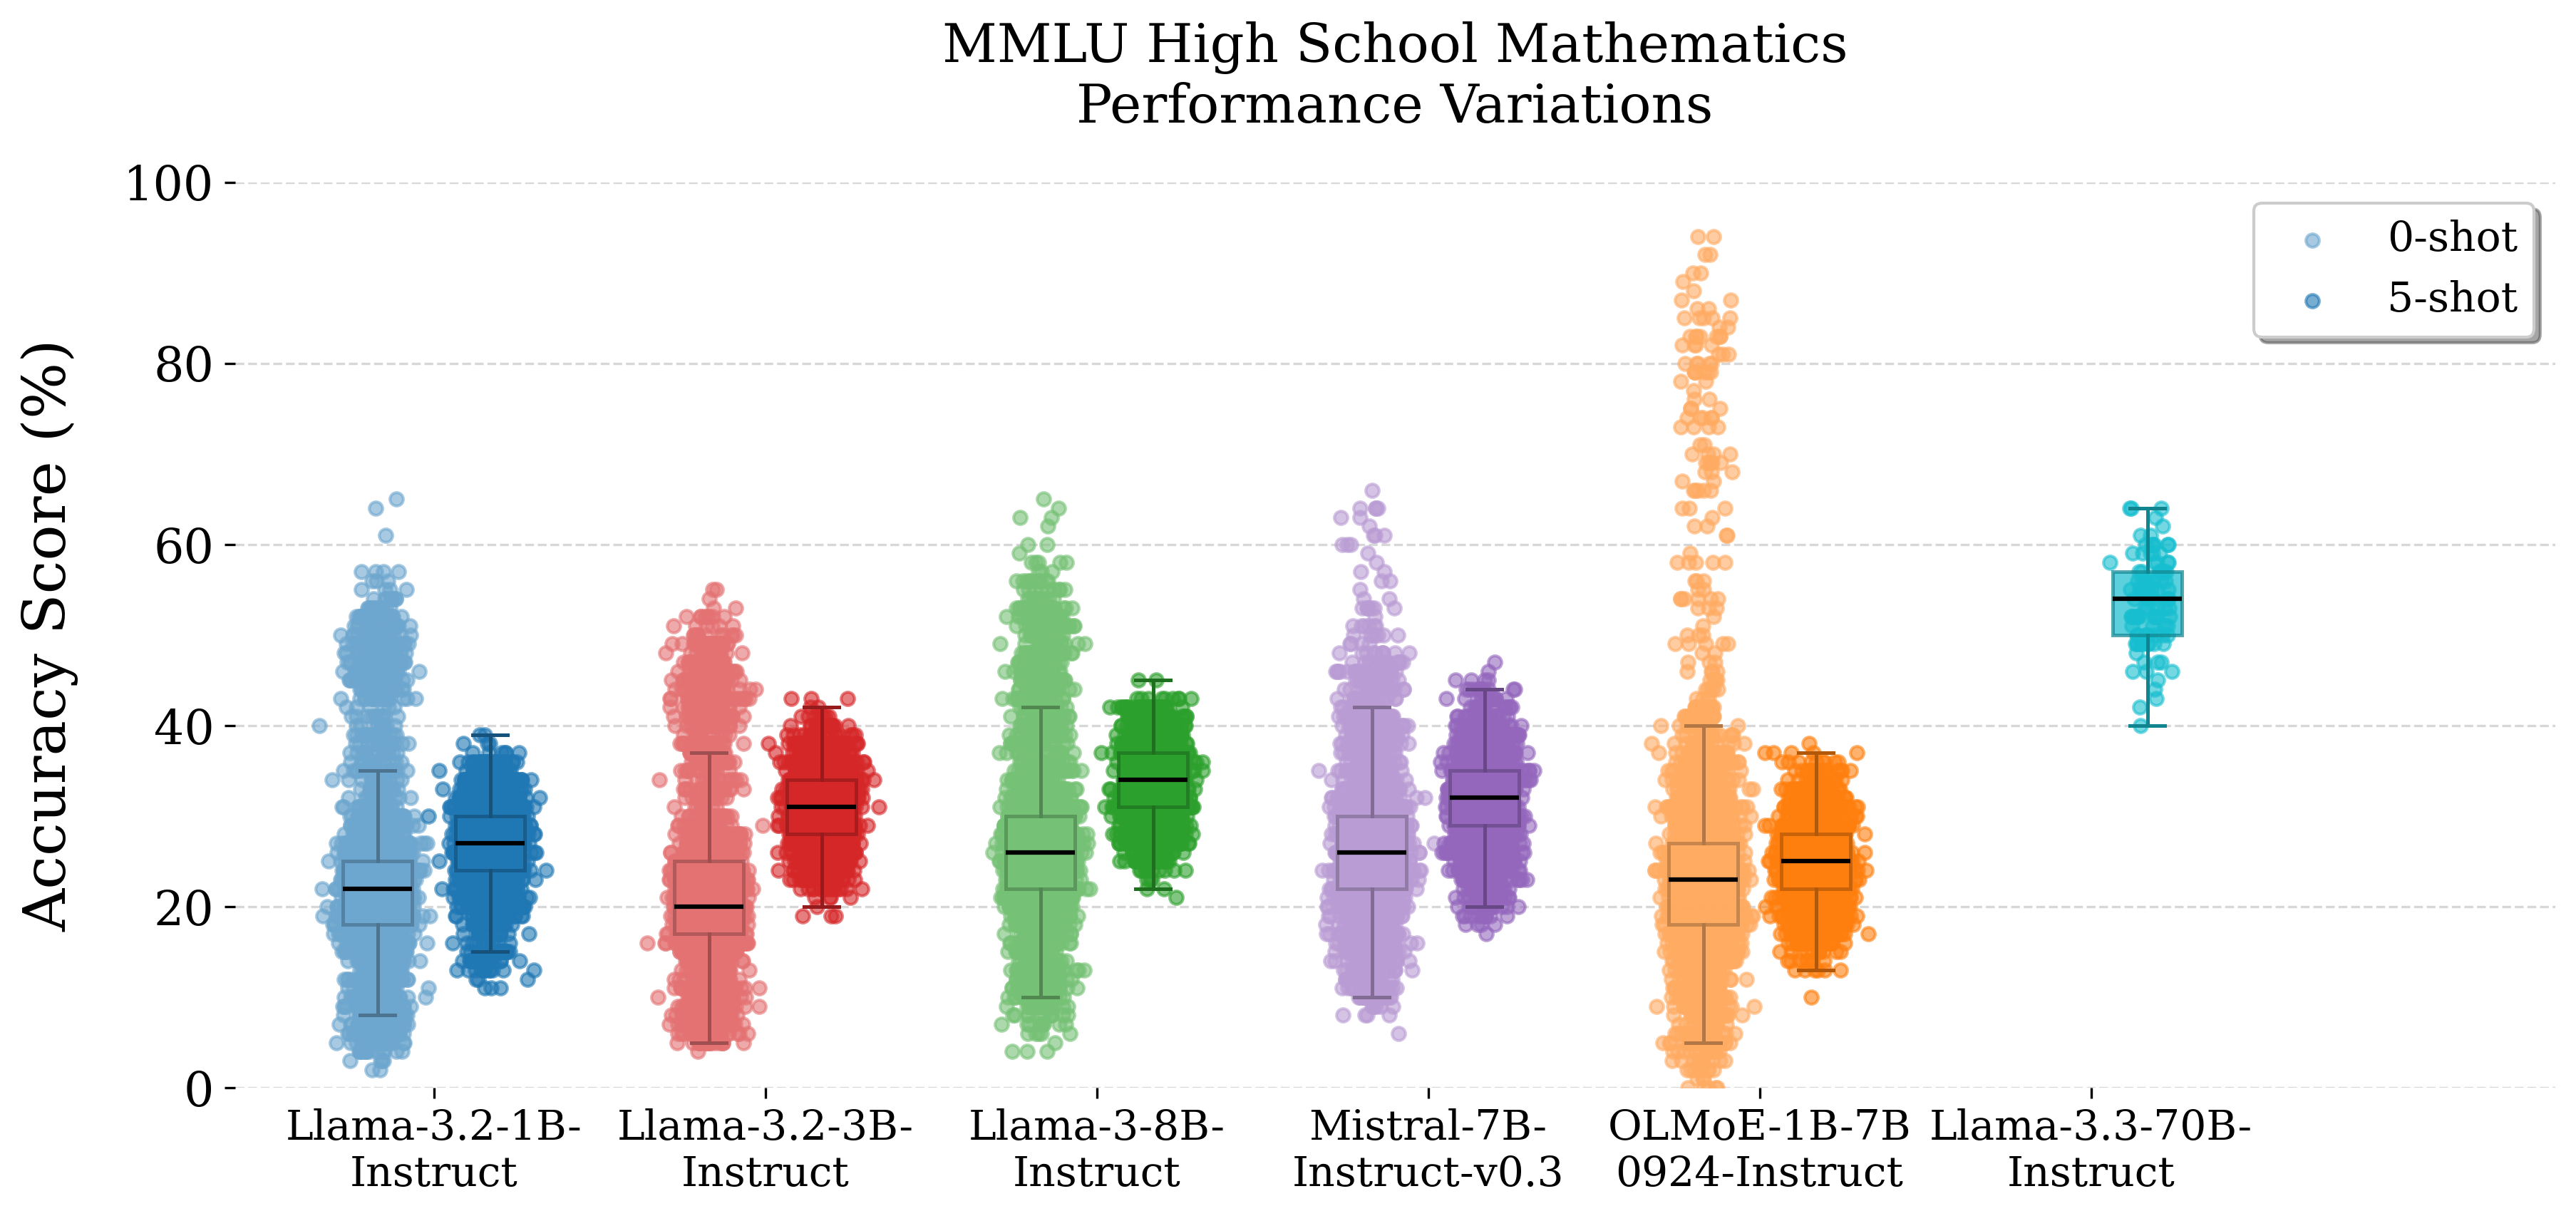 MMLU High School Mathematics
Performance Variations
Accuracy Score (%)
100
80
60
40
20
0
0-shot
5-shot
Llama-3.2-1B-
Instruct
Llama-3.2-3B-
Instruct
Llama-3-8B-
Instruct
Mistral-7B-
Instruct-v0.3
OLMoE-1B-7B
0924-Instruct
Llama-3.3-70B-
Instruct